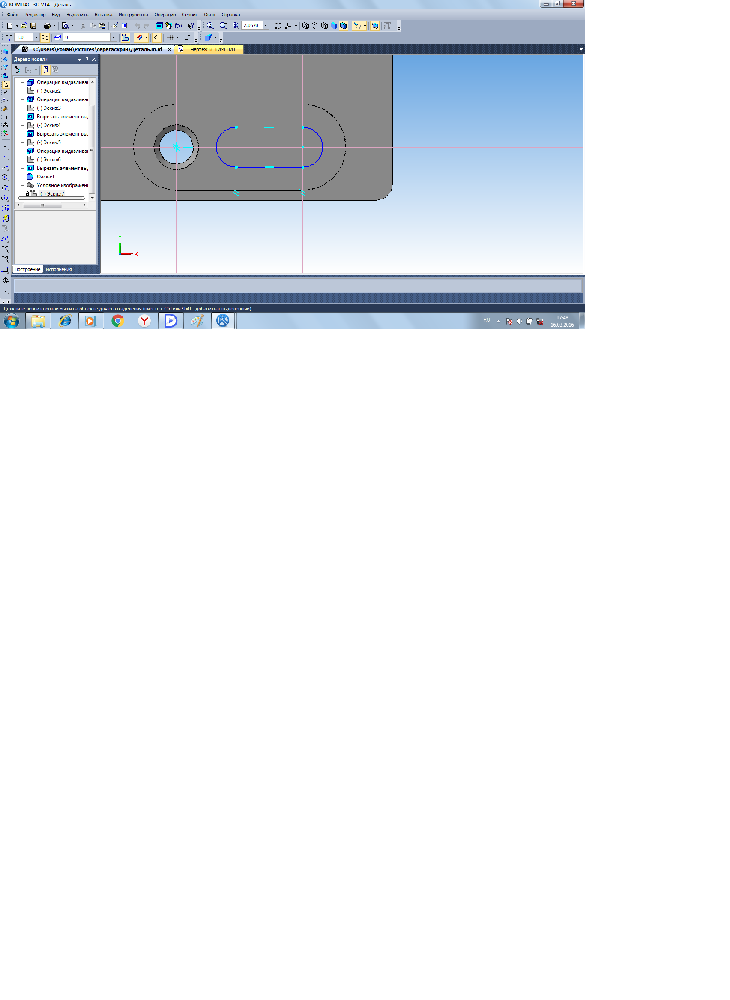 КОМПАС-3D V14 - Деталь
Файл Редактор Вид Выделить Вставка Инструменты Операции Сервис Окно Справка
f(x) 2.0570
1.0 0
C:\Users\Роман\Pictures\серегаскрин\Деталь.m3d Чертеж БЕЗ ИМЕНИ1
Дерево модели
Операция выдавливан
(-) Эскиз:2
Операция выдавливан
(-) Эскиз:3
Вырезать элемент выд
(-) Эскиз:4
Вырезать элемент выд
(-) Эскиз:5
Операция выдавливан
(-) Эскиз:6
Вырезать элемент выд
Фаска:1
Условное изображени
(-) Эскиз:7
Y
X
Построение Исполнения
Щелкните левой кнопкой мыши на объекте для его выделения (вместе с Ctrl или Shift - добавить к выделенным)
RU 17:48
16.03.2016